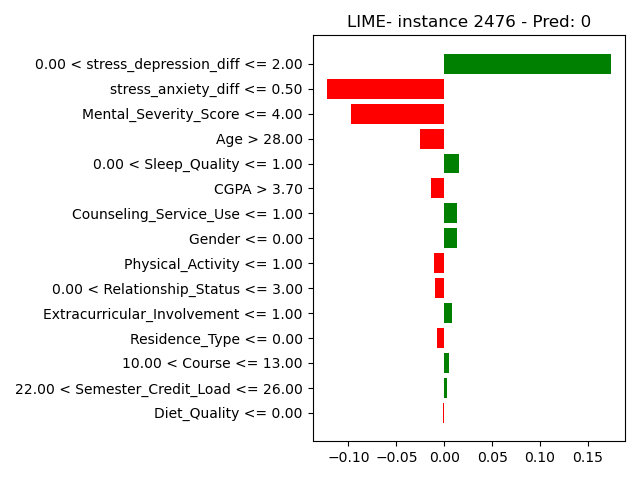 LIME- instance 2476 - Pred: 0
0.00 < stress_depression_diff <= 2.00
stress_anxiety_diff <= 0.50
Mental_Severity_Score <= 4.00
Age > 28.00
0.00 < Sleep_Quality <= 1.00
CGPA > 3.70
Counseling_Service_Use <= 1.00
Gender <= 0.00
Physical_Activity <= 1.00
0.00 < Relationship_Status <= 3.00
Extracurricular_Involvement <= 1.00
Residence_Type <= 0.00
10.00 < Course <= 13.00
22.00 < Semester_Credit_Load <= 26.00
Diet_Quality <= 0.00
−0.10 −0.05 0.00 0.05 0.10 0.15